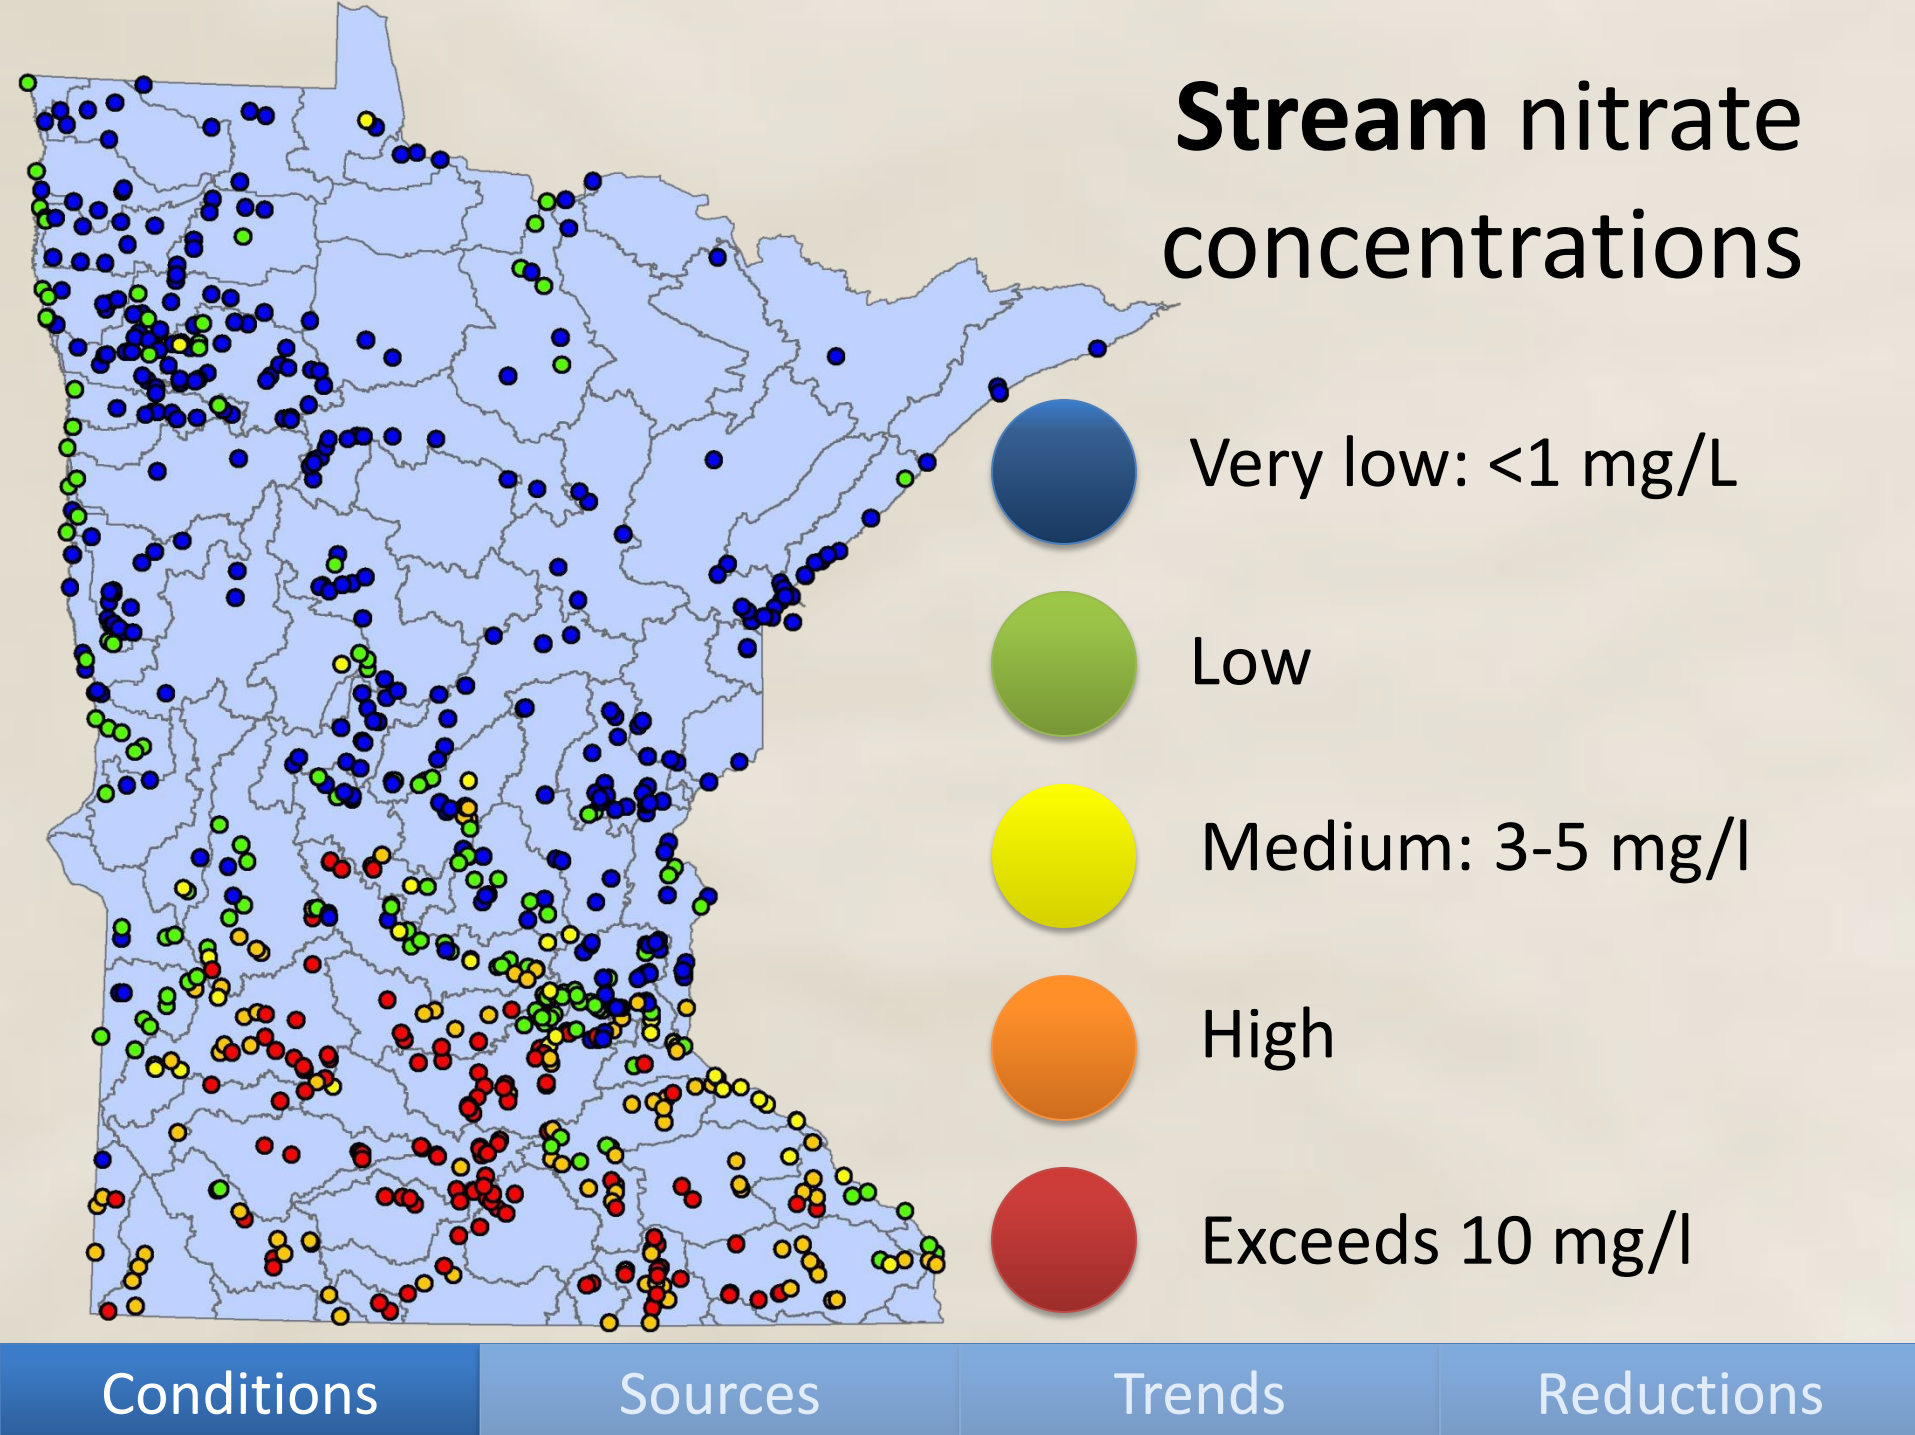 Stream nitrate
concentrations
Very low: <1 mg/L
Low
Medium: 3-5 mg/l
High
Exceeds 10 mg/l
Conditions
Sources
Trends
Reductions